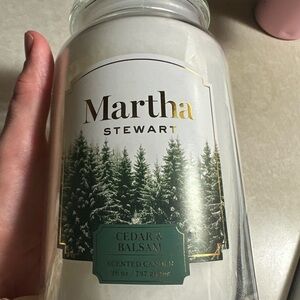 Martha
STEWART
CEDAR &
BALSAM
SCENTED CANDLE